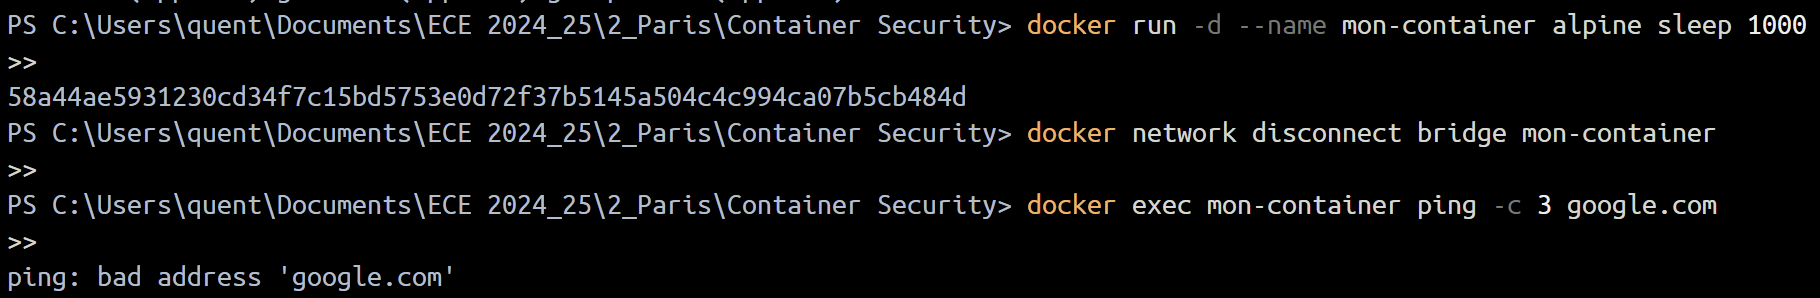 PS C:\Users\quent\Documents\ECE 2024_25\2_Paris\Container Security> docker run -d --name mon-container alpine sleep 1000
>>
58a44ae5931230cd34f7c15bd5753e0d72f37b5145a504c4c994ca07b5cb484d
PS C:\Users\quent\Documents\ECE 2024_25\2_Paris\Container Security> docker network disconnect bridge mon-container
>>
PS C:\Users\quent\Documents\ECE 2024_25\2_Paris\Container Security> docker exec mon-container ping -c 3 google.com
>>
ping: bad address 'google.com'